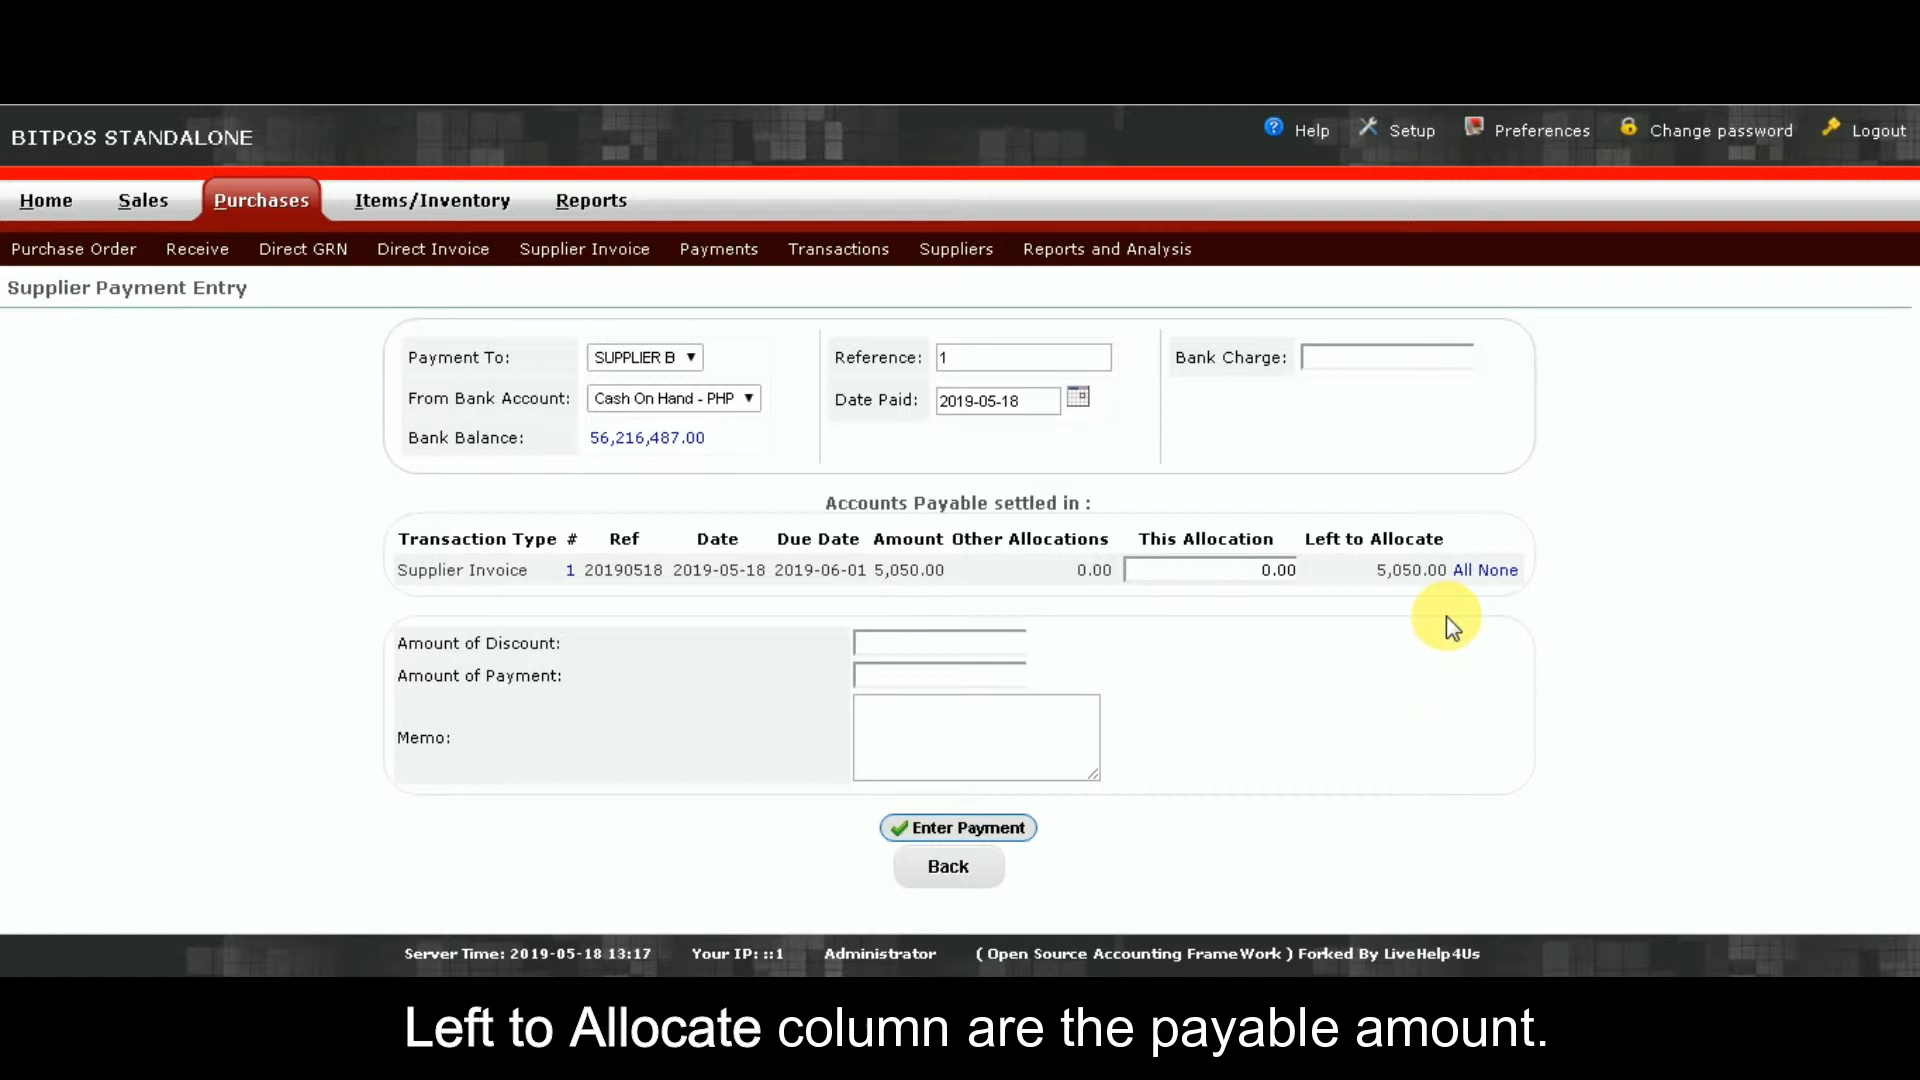 BITPOS STANDALONE
Help Setup Preferences Change password Logout
Home Sales Purchases Items/Inventory Reports
Purchase Order Receive Direct GRN Direct Invoice Supplier Invoice Payments Transactions Suppliers Reports and Analysis
Supplier Payment Entry
Payment To: SUPPLIER B Reference: 1 Bank Charge:
From Bank Account: Cash On Hand - PHP Date Paid: 2019-05-18
Bank Balance: 56,216,487.00
Accounts Payable settled in :
Transaction Type # Ref Date Due Date Amount Other Allocations This Allocation Left to Allocate
Supplier Invoice 1 20190518 2019-05-18 2019-06-01 5,050.00 0.00 0.00 5,050.00 All None
Amount of Discount:
Amount of Payment:
Memo:
Enter Payment
Back
Server Time: 2019-05-18 13:17 Your IP: ::1 Administrator ( Open Source Accounting FrameWork ) Forked By LiveHelp4Us
Left to Allocate column are the payable amount.